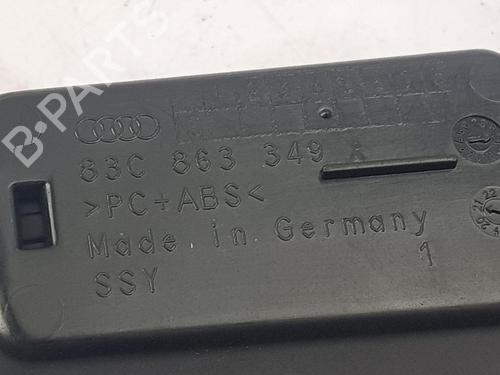 B-PARTS
83C 863 349
>PC+ABS<
Made in Germany
SSY
1